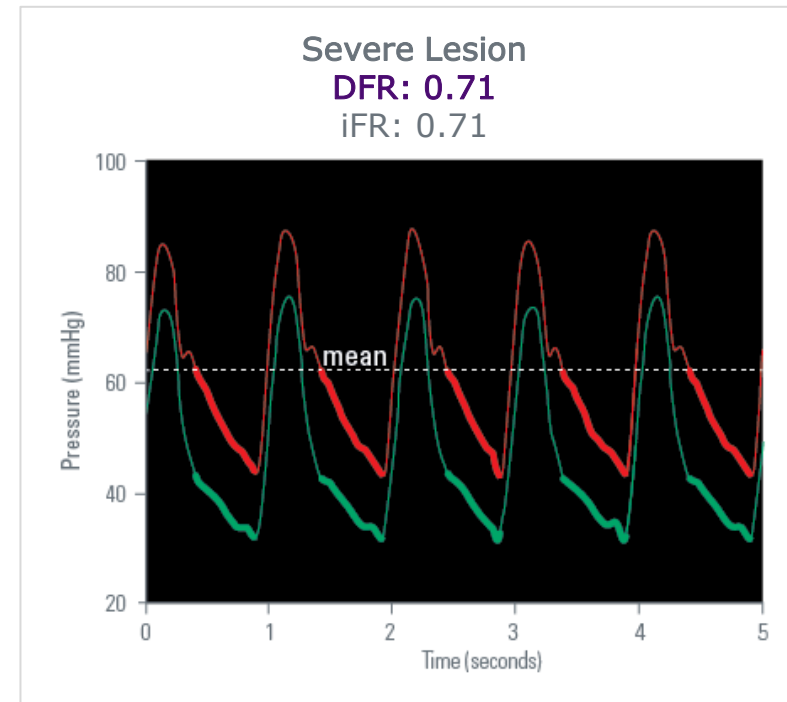 Severe Lesion
DFR: 0.71
iFR: 0.71
100
80
60
40
20
Pressure (mmHg)
mean
0 1 2 3 4 5
Time (seconds)